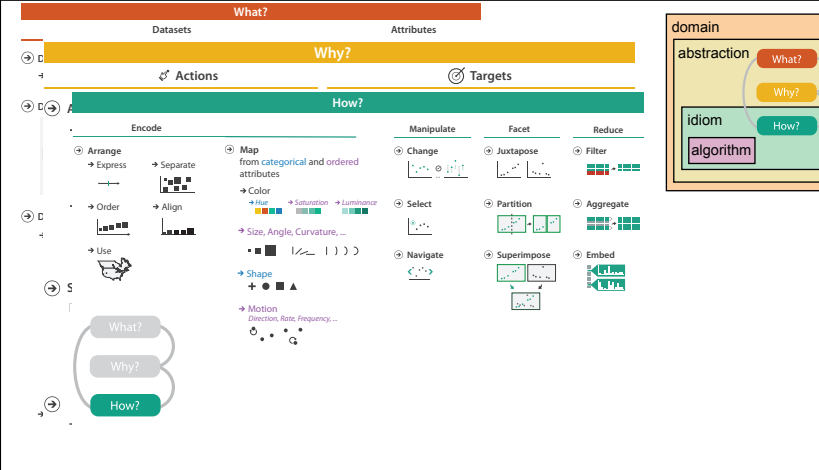 What?
Datasets
Attributes
Why?
Actions
Targets
How?
Encode
Arrange
Express
Separate
Order
Align
Use
Map
from categorical and ordered
attributes
Color
Hue
Saturation
Luminance
Size, Angle, Curvature, ...
Shape
Motion
Direction, Rate, Frequency, ...
Manipulate
Change
Select
Navigate
Facet
Juxtapose
Partition
Superimpose
Reduce
Filter
Aggregate
Embed
What?
Why?
How?
domain
abstraction
What?
Why?
idiom
How?
algorithm